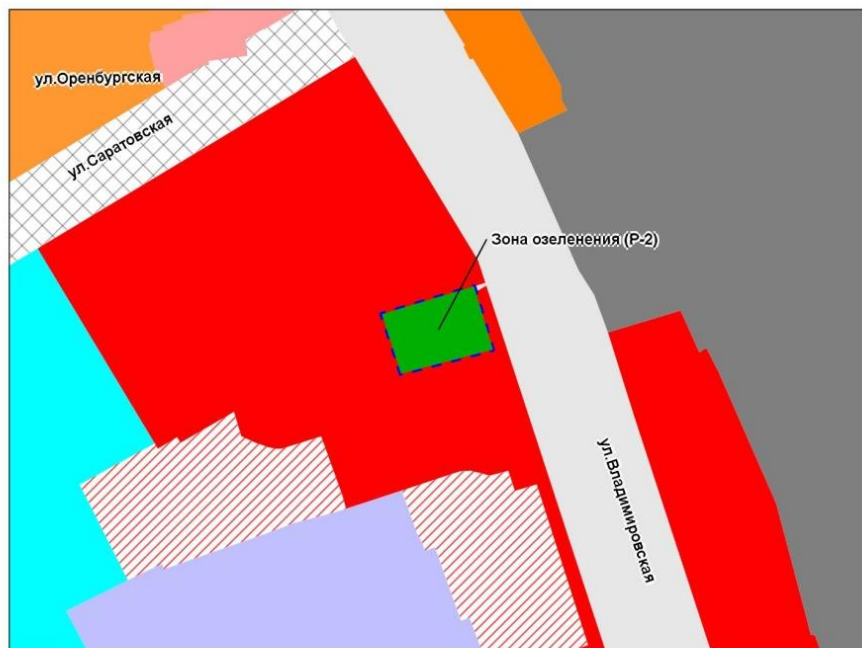 ул.Оренбургская
ул.Саратовская
Зона озеленения (Р-2)
ул.Владимировская